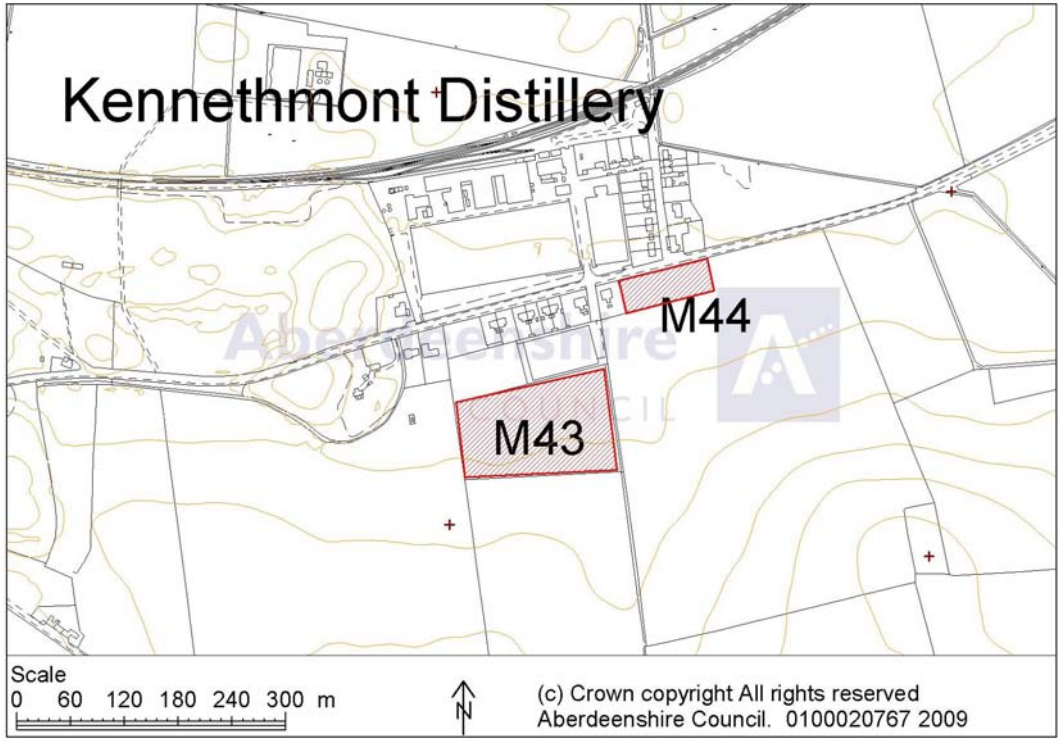 Kennethmont Distillery
M44
Aberdeenshire
COUNCIL
M43
Scale
0 60 120 180 240 300 m
N
(c) Crown copyright All rights reserved
Aberdeenshire Council. 0100020767 2009